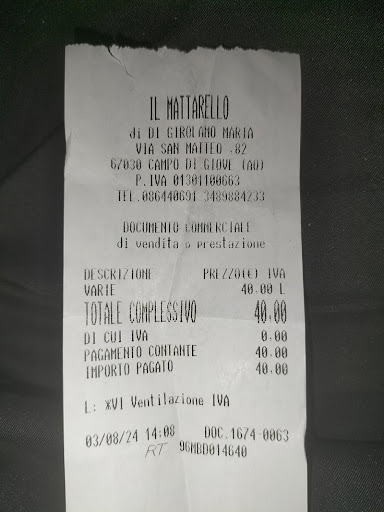 IL MATTARELLO
di DI GIROLAMO MARIA
VIA SAN MATTEO ,82
67030 CAMPO DI GIOVE (AQ)
P.IVA 01301100663
TEL.086440691 3489884233
DOCUMENTO COMMERCIALE
di vendita o prestazione
DESCRIZIONE PREZZO(€) IVA
VARIE 40.00 L
TOTALE COMPLESSIVO 40,00
DI CUI IVA 0,00
PAGAMENTO CONTANTE 40,00
IMPORTO PAGATO 40,00
L: *VI Ventilazione IVA
03/08/24 14:08 DOC.1674-0063
RT 96MBD014640